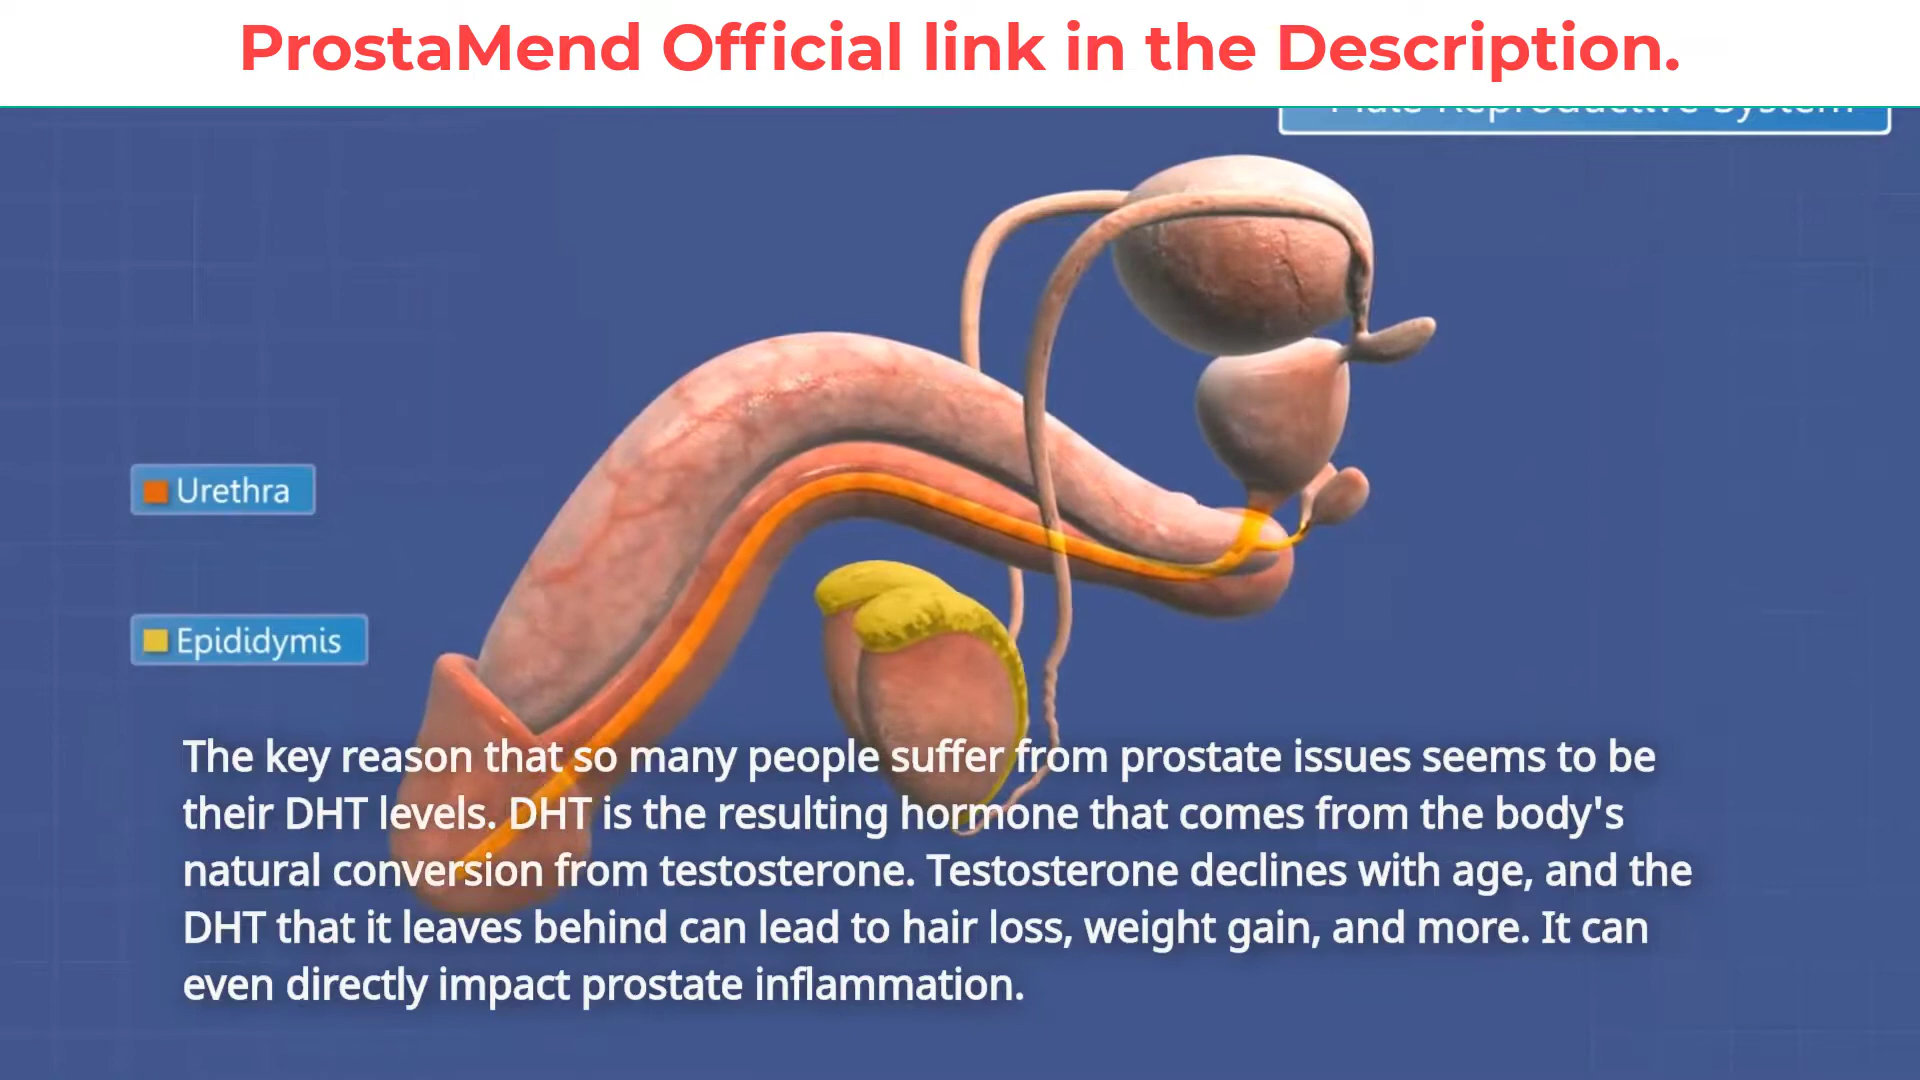 ProstaMend Official link in the Description.
Male Reproductive System
Urethra
Epididymis
The key reason that so many people suffer from prostate issues seems to be
their DHT levels. DHT is the resulting hormone that comes from the body's
natural conversion from testosterone. Testosterone declines with age, and the
DHT that it leaves behind can lead to hair loss, weight gain, and more. It can
even directly impact prostate inflammation.